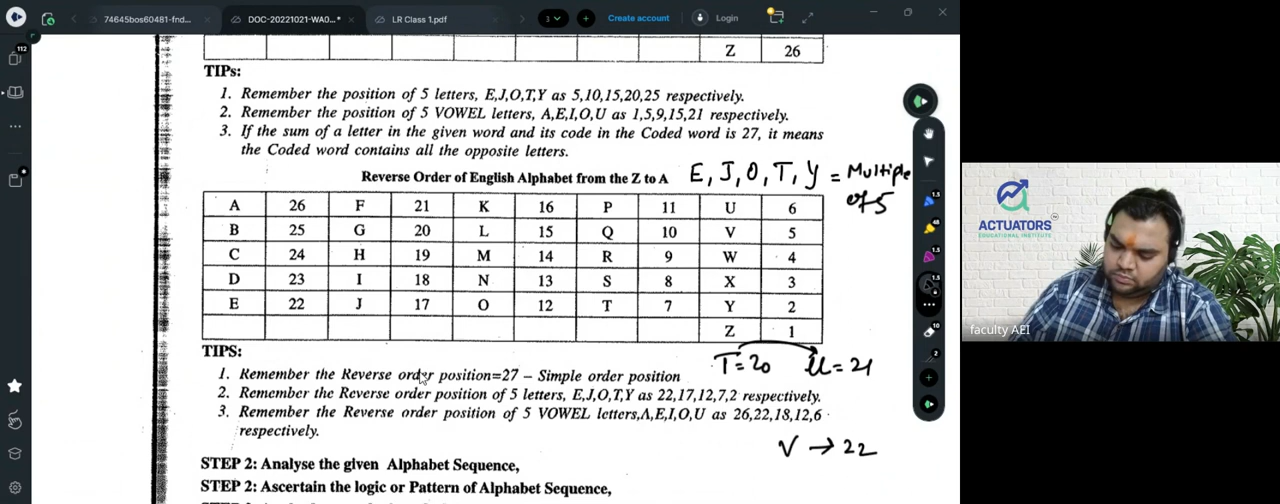 74645bos60481-fnd...
DOC-20221021-WA0...*
LR Class 1.pdf
3
Create account
Login
112
Z 26
TIPs:
1. Remember the position of 5 letters, E,J,O,T,Y as 5,10,15,20,25 respectively.
2. Remember the position of 5 VOWEL letters, A,E,I,O,U as 1,5,9,15,21 respectively.
3. If the sum of a letter in the given word and its code in the Coded word is 27, it means
the Coded word contains all the opposite letters.
Reverse Order of English Alphabet from the Z to A
E, J, O, T, Y = Multiple
of 5
A 26 F 21 K 16 P 11 U 6
B 25 G 20 L 15 Q 10 V 5
C 24 H 19 M 14 R 9 W 4
D 23 I 18 N 13 S 8 X 3
E 22 J 17 O 12 T 7 Y 2
Z 1
TIPS:
T=20 U=21
1. Remember the Reverse order position=27 – Simple order position
2. Remember the Reverse order position of 5 letters, E,J,O,T,Y as 22,17,12,7,2 respectively.
3. Remember the Reverse order position of 5 VOWEL letters,A,E,I,O,U as 26,22,18,12,6
respectively.
V → 22
STEP 2: Analyse the given Alphabet Sequence,
STEP 2: Ascertain the logic or Pattern of Alphabet Sequence,
ACTUATORS
EDUCATIONAL INSTITUTE
faculty AEI